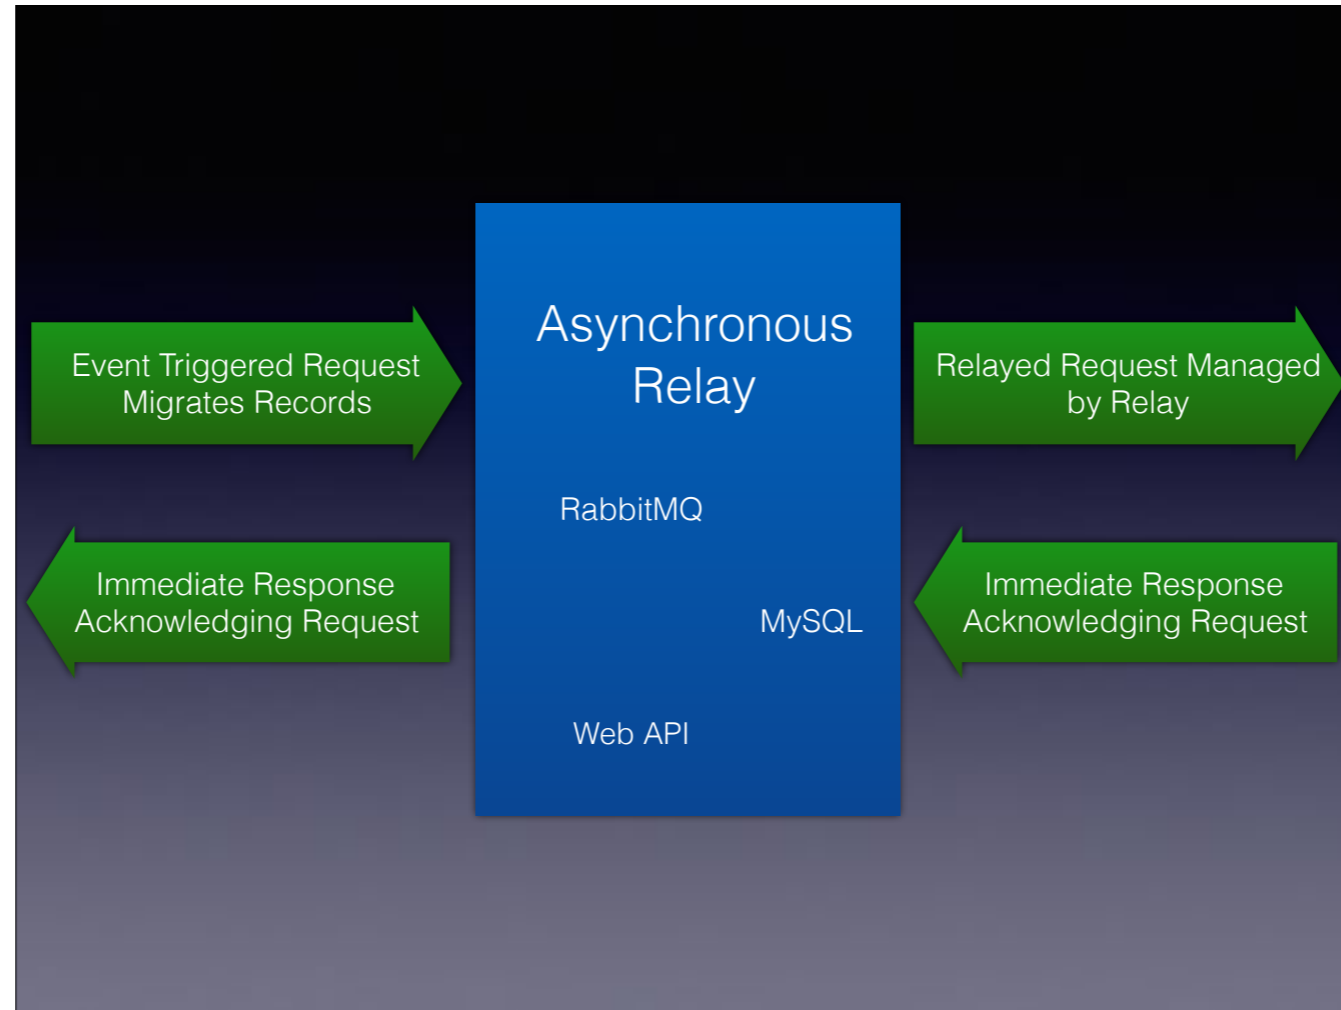 Asynchronous
Relay
Event Triggered Request
Migrates Records
Relayed Request Managed
by Relay
RabbitMQ
Immediate Response
Acknowledging Request
MySQL
Immediate Response
Acknowledging Request
Web API